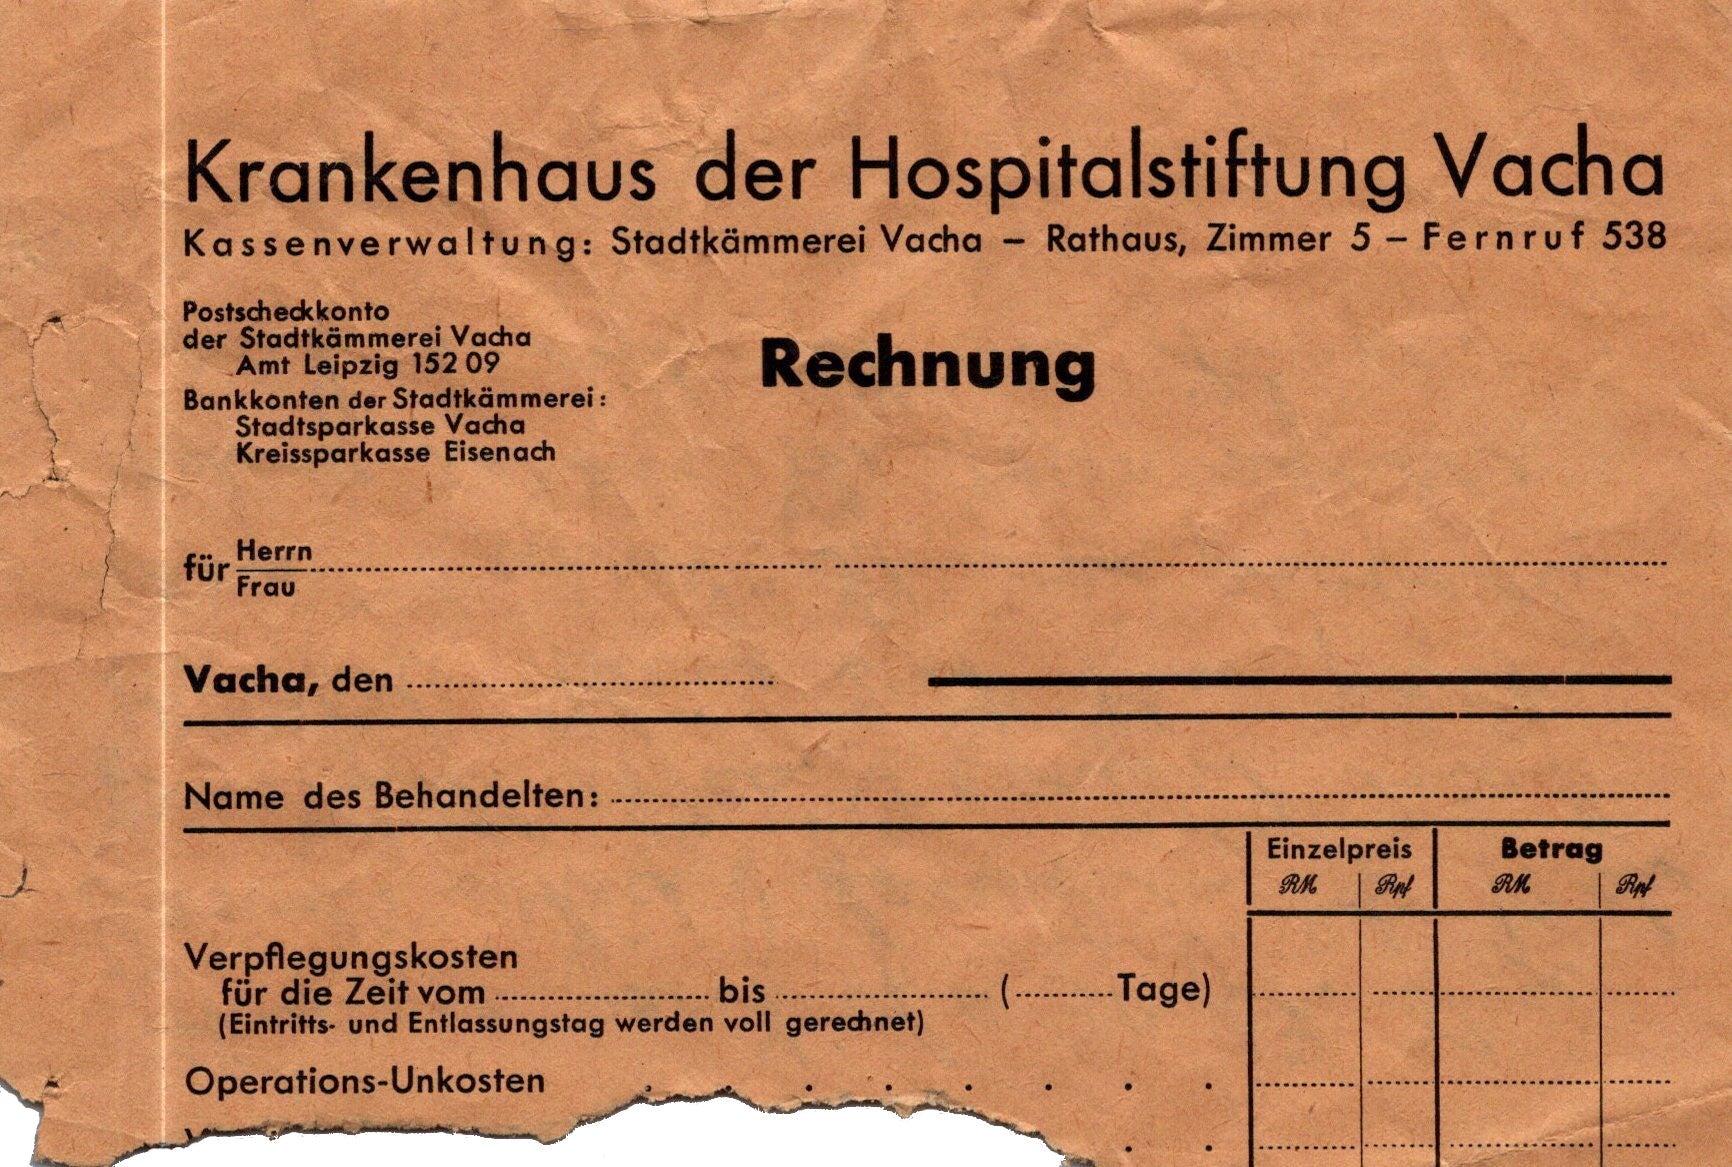 Krankenhaus der Hospitalstiftung Vacha
Kassenverwaltung: Stadtkämmerei Vacha – Rathaus, Zimmer 5 – Fernruf 538
Postscheckkonto
der Stadtkämmerei Vacha
Amt Leipzig 152 09
Bankkonten der Stadtkämmerei:
Stadtsparkasse Vacha
Kreissparkasse Eisenach
Rechnung
für Herrn
Frau
Vacha, den
Name des Behandelten:
Einzelpreis Betrag
RM Rpf RM Rpf
Verpflegungskosten
für die Zeit vom bis ( Tage)
(Eintritts- und Entlassungstag werden voll gerechnet)
Operations-Unkosten